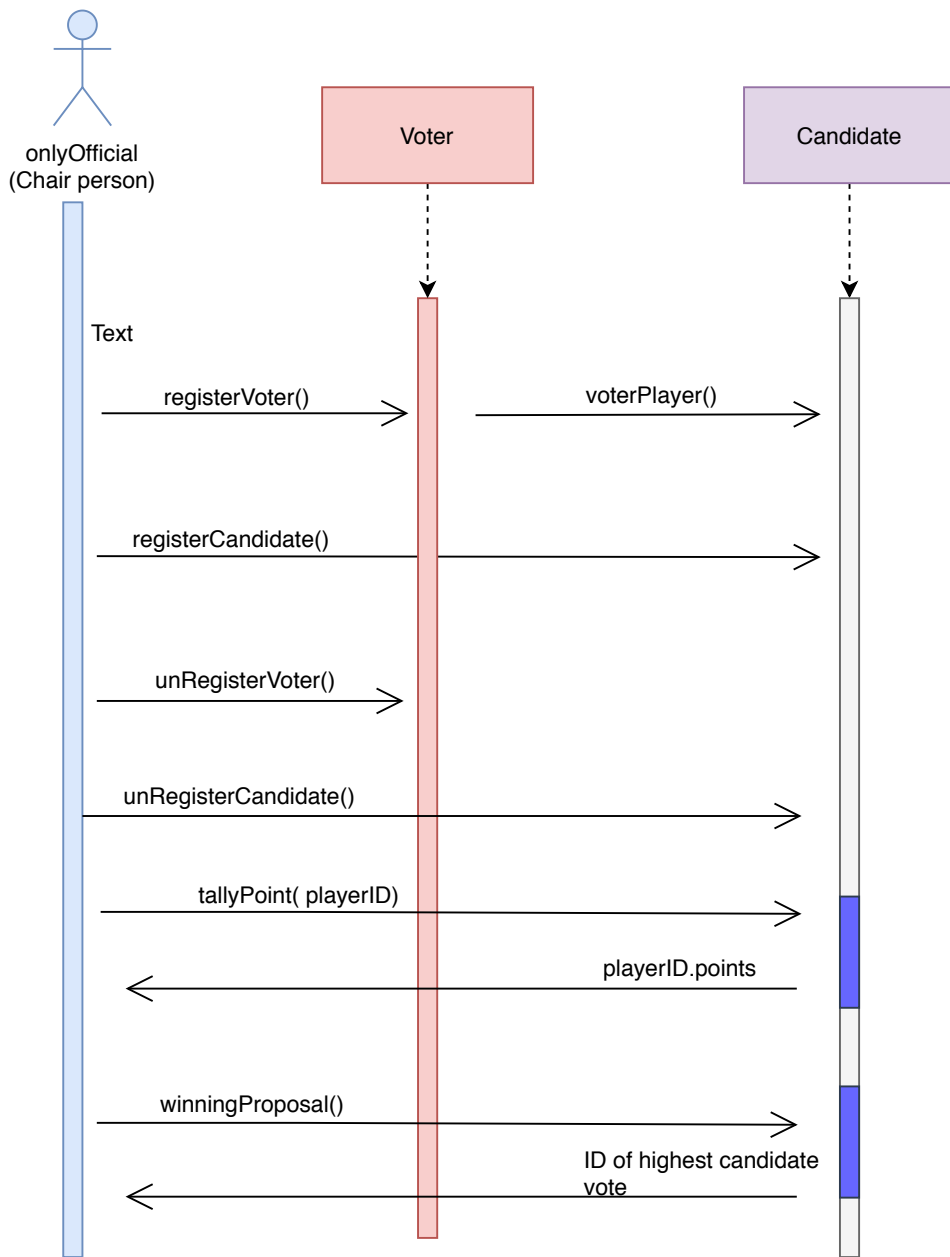 onlyOfficial
(Chair person)
Voter
Candidate
Text
registerVoter()
voterPlayer()
registerCandidate()
unRegisterVoter()
unRegisterCandidate()
tallyPoint( playerID)
playerID.points
winningProposal()
ID of highest candidate
vote